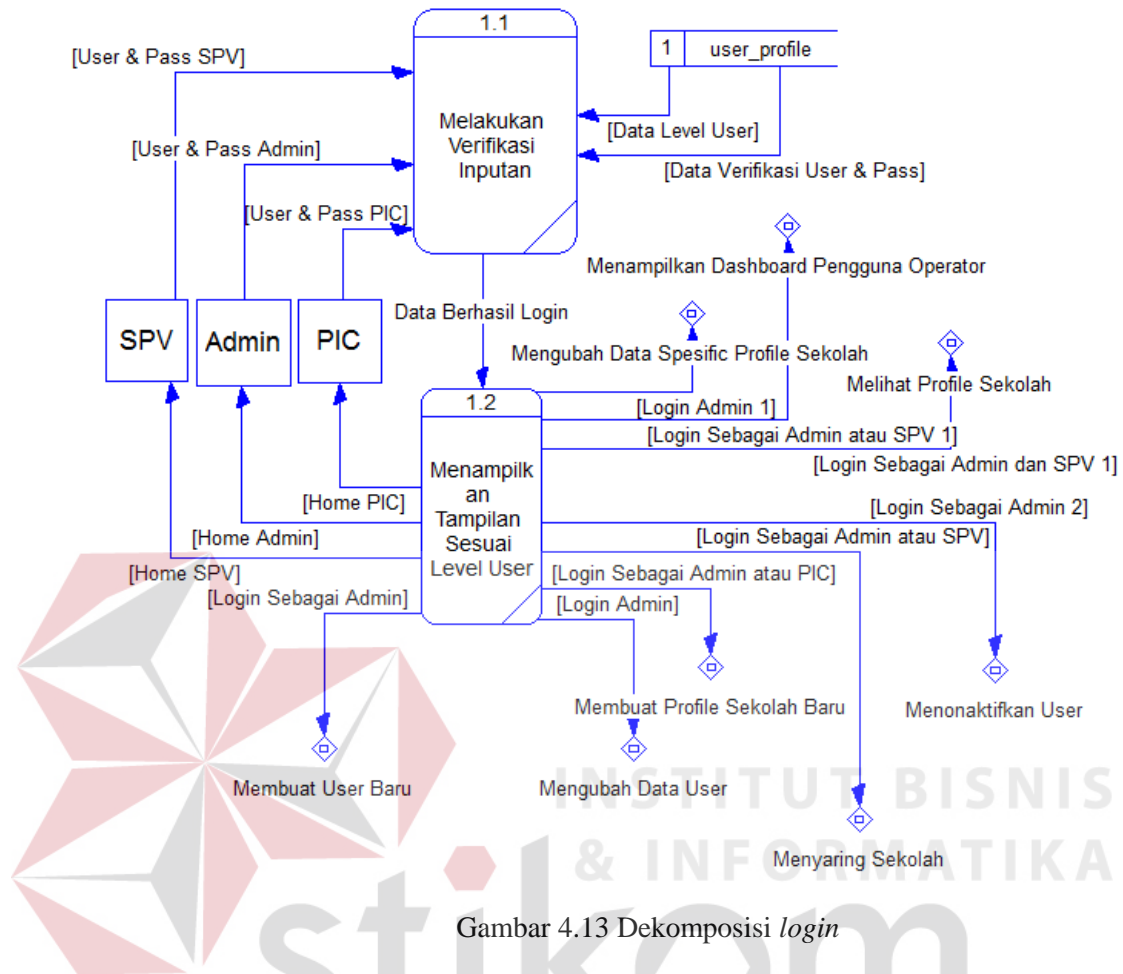 1.1
[User & Pass SPV]
1 user_profile
Melakukan
Verifikasi
Inputan
[Data Level User]
[User & Pass Admin]
[Data Verifikasi User & Pass]
[User & Pass PIC]
Menampilkan Dashboard Pengguna Operator
Data Berhasil Login
SPV
Admin
PIC
Mengubah Data Spesific Profile Sekolah
Melihat Profile Sekolah
1.2
[Login Admin 1]
[Login Sebagai Admin atau SPV 1]
[Login Sebagai Admin dan SPV 1]
Menampilk
an
Tampilan
Sesuai
Level User
[Home PIC]
[Login Sebagai Admin 2]
[Home Admin]
[Login Sebagai Admin atau SPV]
[Home SPV]
[Login Sebagai Admin atau PIC]
[Login Sebagai Admin]
[Login Admin]
Membuat Profile Sekolah Baru
Menonaktifkan User
Membuat User Baru
Mengubah Data User
INSTITUT BISNIS
& INFORMATIKA
Menyaring Sekolah
stikom
Gambar 4.13 Dekomposisi login